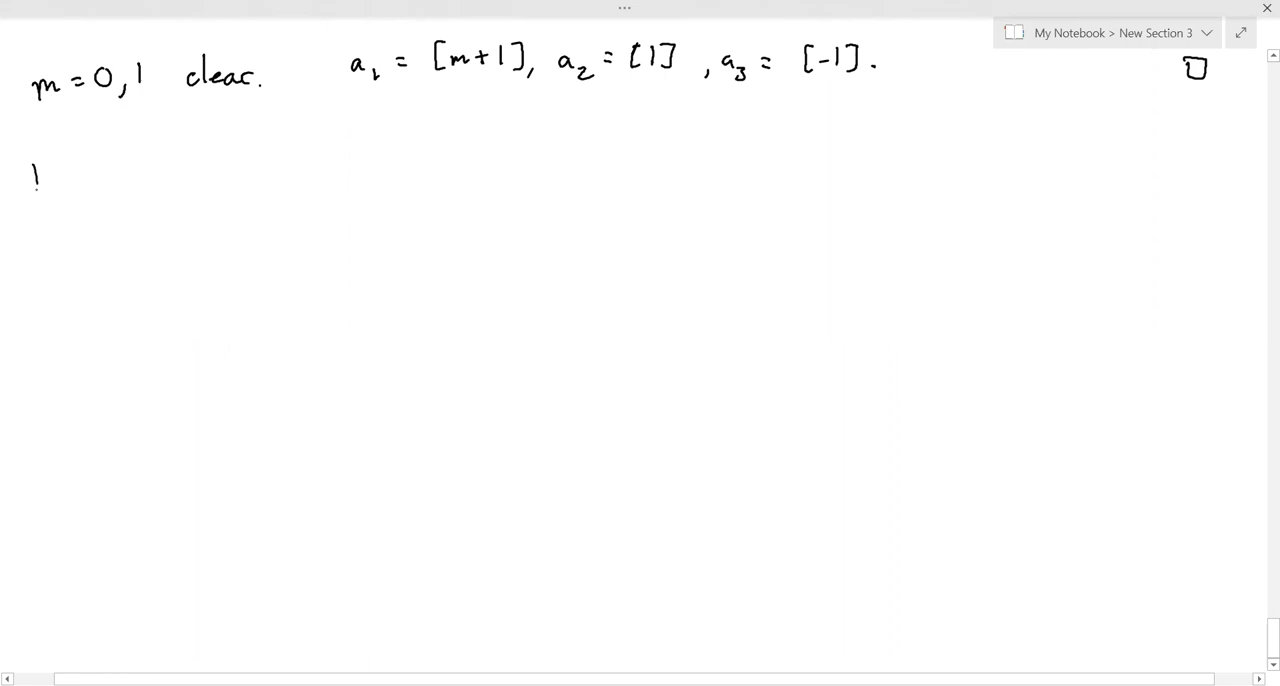 My Notebook > New Section 3
m = 0, 1 clear. a₁ = [m+1], a₂ = [1], a₃ = [-1]. □